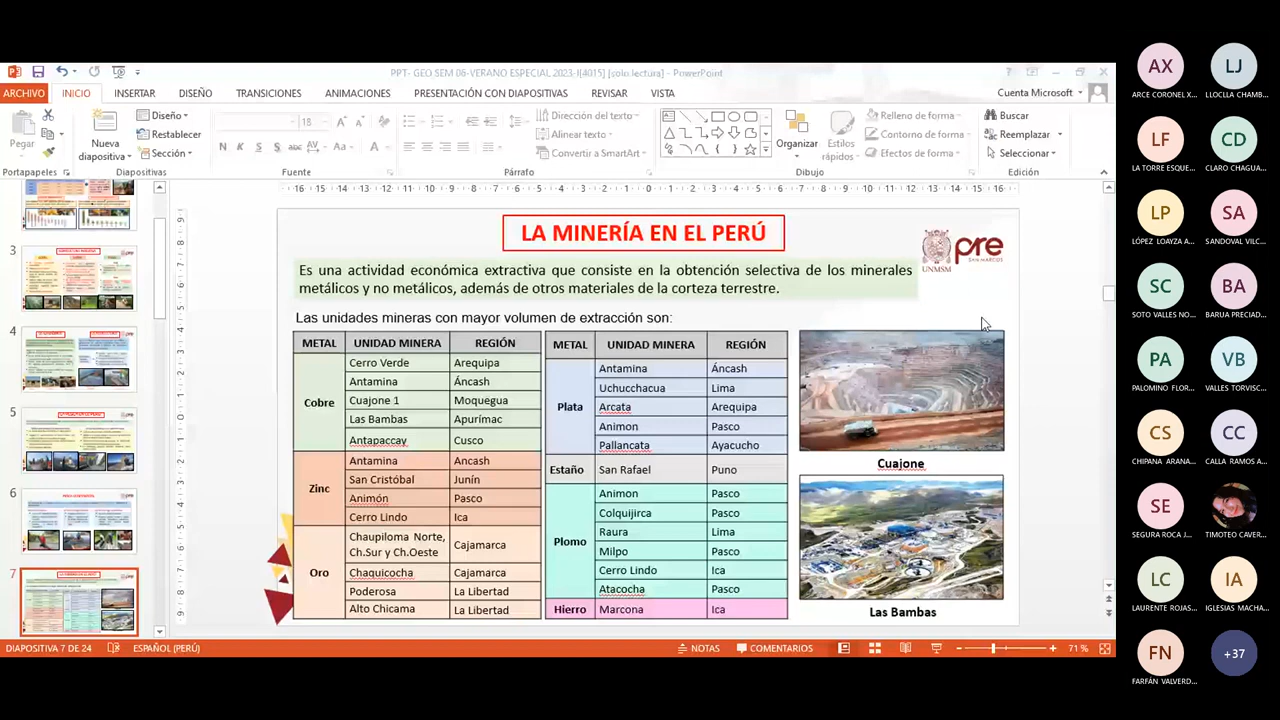 PPT- GEO SEM 06-VERANO ESPECIAL 2023-I[4015] [solo lectura] - PowerPoint
ARCHIVO INICIO INSERTAR DISEÑO TRANSICIONES ANIMACIONES PRESENTACIÓN CON DIAPOSITIVAS REVISAR VISTA
Cuenta Microsoft
Pegar
Nueva diapositiva
Diseño
Restablecer
Sección
18
N K S S abc AV Aa A
Dirección del texto
Alinear texto
Convertir a SmartArt
Organizar
Estilos rápidos
Relleno de forma
Contorno de forma
Efectos de forma
Buscar
Reemplazar
Seleccionar
Portapapeles Diapositivas Fuente Párrafo Dibujo Edición
3
4
5
6
7
LA MINERÍA EN EL PERÚ
UNMSM
pre
SAN MARCOS
Es una actividad económica extractiva que consiste en la obtención selectiva de los minerales
metálicos y no metálicos, además de otros materiales de la corteza terrestre.
Las unidades mineras con mayor volumen de extracción son:
METAL UNIDAD MINERA REGIÓN
Cobre
Cerro Verde Arequipa
Antamina Áncash
Cuajone 1 Moquegua
Las Bambas Apurímac
Antapaccay Cusco
Zinc
Antamina Ancash
San Cristóbal Junín
Animón Pasco
Cerro Lindo Ica
Oro
Chaupiloma Norte,
Ch.Sur y Ch.Oeste Cajamarca
Chaquicocha Cajamarca
Poderosa La Libertad
Alto Chicama La Libertad
METAL UNIDAD MINERA REGIÓN
Plata
Antamina Áncash
Uchucchacua Lima
Arcata Arequipa
Animon Pasco
Pallancata Ayacucho
Estaño San Rafael Puno
Plomo
Animon Pasco
Colquijirca Pasco
Raura Lima
Milpo Pasco
Cerro Lindo Ica
Atacocha Pasco
Hierro Marcona Ica
Cuajone
Las Bambas
DIAPOSITIVA 7 DE 24 ESPAÑOL (PERÚ) NOTAS COMENTARIOS 71 %
AX LJ
ARCE CORONEL X... LLOCLLA CHAMB...
LF CD
LA TORRE ESQUE... CLARO CHAGUA...
LP SA
LÓPEZ LOAYZA A... SANDOVAL VILC...
SC BA
SOTO VALLES NO... BARUA PRECIAD...
PA VB
PALOMINO FLOR... VALLES TORVISC...
CS CC
CHIPANA ARANA... CALLA RAMOS A...
SE
SEGURA ROCA J... TIMOTEO CAVER...
LC IA
LAURENTE ROJAS... IGLESIAS MACHA...
FN +37
FARFÁN VALVERD...